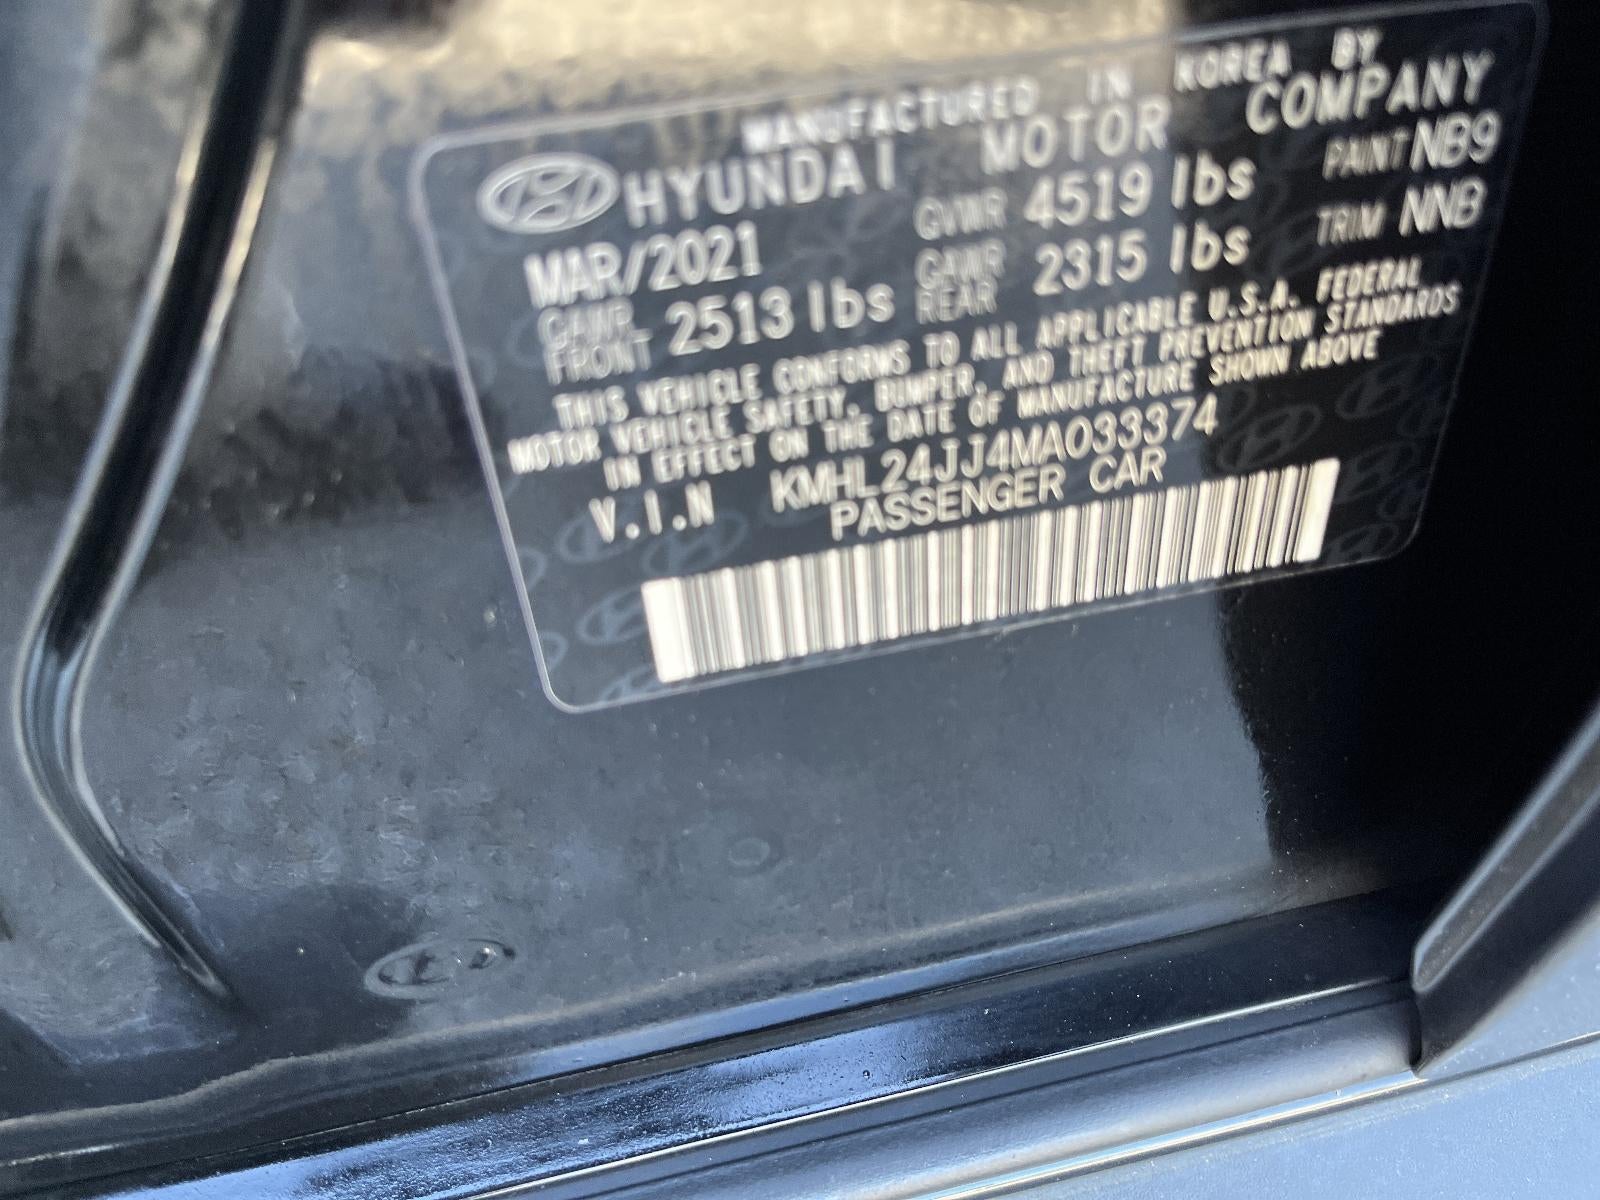 MANUFACTURED IN KOREA BY
HYUNDAI MOTOR COMPANY
MAR/2021 GVWR 4519 lbs PAINT NB9
GAWR FRONT 2513 lbs GAWR REAR 2315 lbs TRIM NNB
THIS VEHICLE CONFORMS TO ALL APPLICABLE U.S.A. FEDERAL
MOTOR VEHICLE SAFETY, BUMPER, AND THEFT PREVENTION STANDARDS
IN EFFECT ON THE DATE OF MANUFACTURE SHOWN ABOVE
V.I.N KMHL24JJ4MA033374
PASSENGER CAR